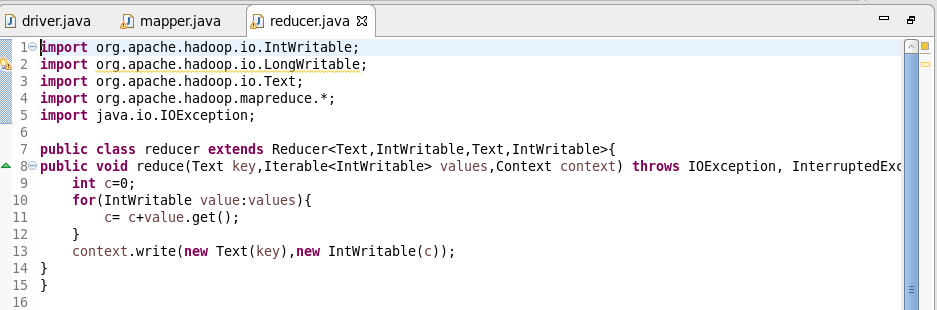 driver.java mapper.java reducer.java
1 import org.apache.hadoop.io.IntWritable;
2 import org.apache.hadoop.io.LongWritable;
3 import org.apache.hadoop.io.Text;
4 import org.apache.hadoop.mapreduce.*;
5 import java.io.IOException;
6
7 public class reducer extends Reducer<Text,IntWritable,Text,IntWritable>{
8 public void reduce(Text key,Iterable<IntWritable> values,Context context) throws IOException, InterruptedExc
9     int c=0;
10     for(IntWritable value:values){
11         c= c+value.get();
12     }
13     context.write(new Text(key),new IntWritable(c));
14 }
15 }
16